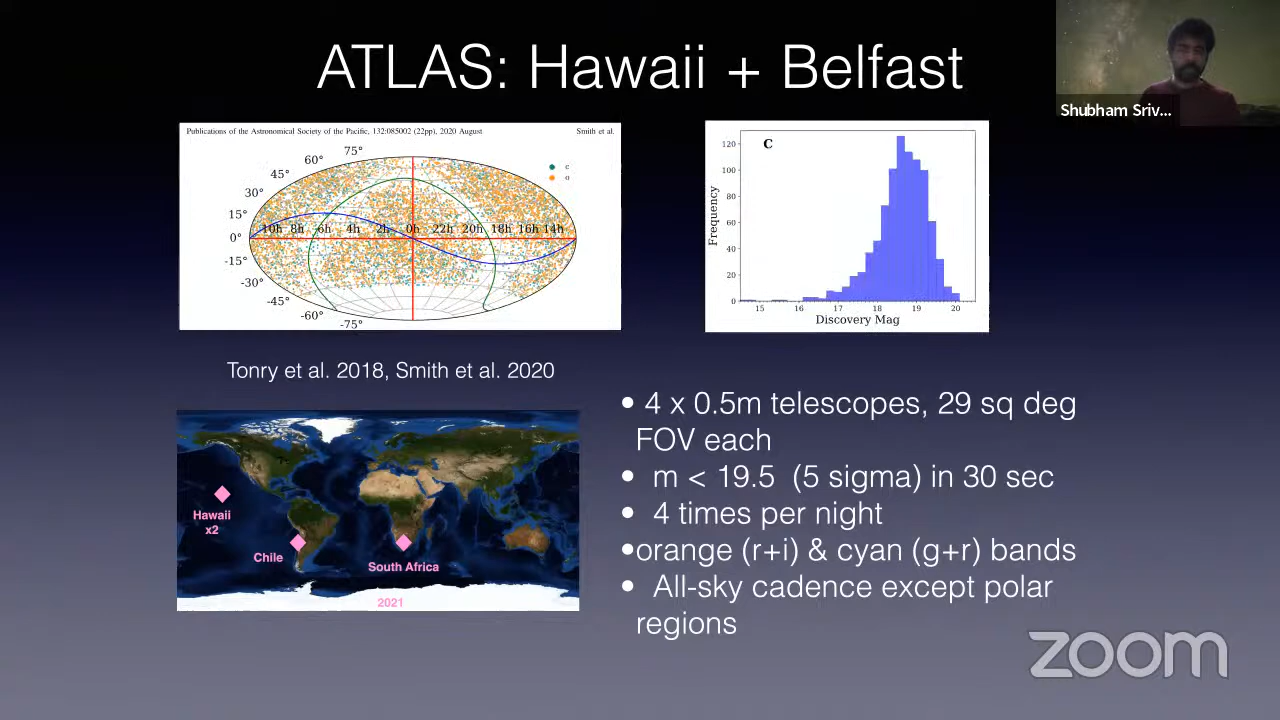 ATLAS: Hawaii + Belfast
Shubham Sriv...
Publications of the Astronomical Society of the Pacific, 132:085002 (22pp), 2020 August
Smith et al.
75°
60°
45°
30°
15°
0°
-15°
-30°
-45°
-60°
-75°
10h 8h 6h 4h 2h 0h 22h 20h 18h 16h 14h
c
o
C
120
100
80
60
40
20
0
Frequency
15 16 17 18 19 20
Discovery Mag
Tonry et al. 2018, Smith et al. 2020
Hawaii
x2
Chile
South Africa
2021
• 4 x 0.5m telescopes, 29 sq deg
FOV each
• m < 19.5 (5 sigma) in 30 sec
• 4 times per night
•orange (r+i) & cyan (g+r) bands
• All-sky cadence except polar
regions
zoom